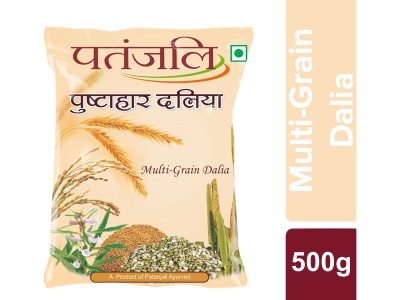 पतंजलि
पुष्टाहार दलिया
Multi-Grain Dalia
A Product of Patanjali Ayurved
Multi-Grain
Dalia
500g